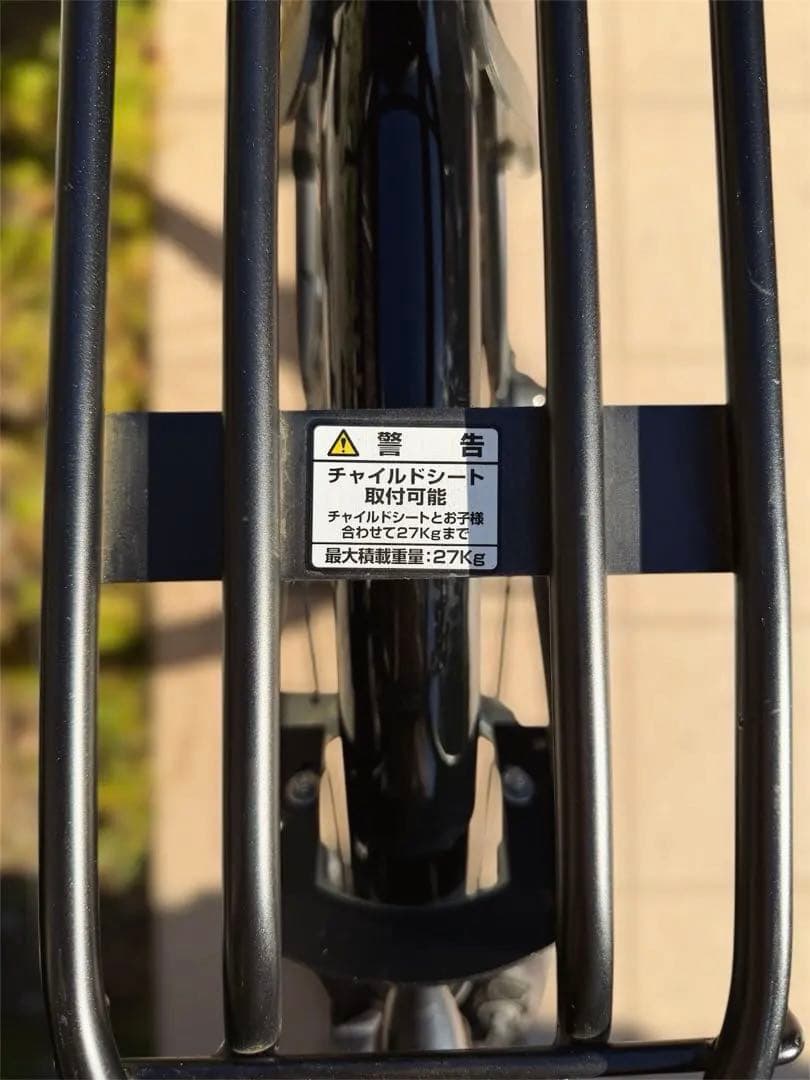 警 告
チャイルドシート
取付可能
チャイルドシートとお子様
合わせて27Kgまで
最大積載重量:27Kg